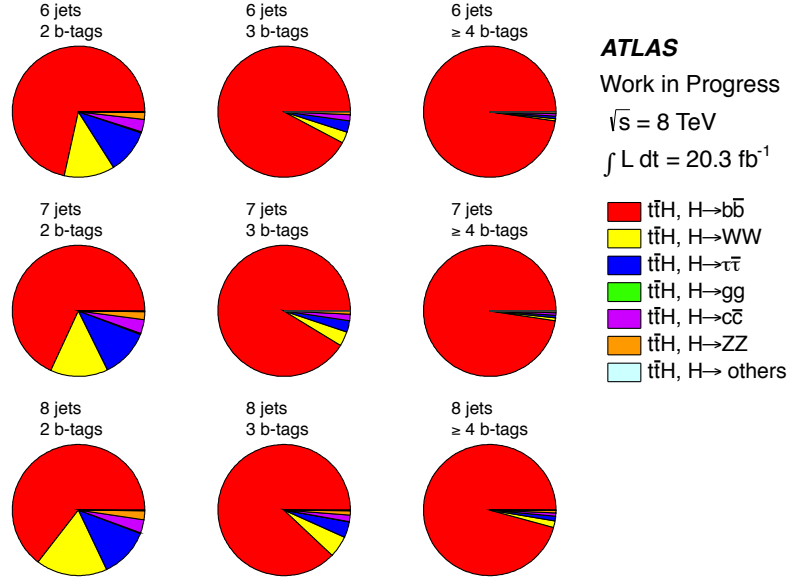 6 jets
2 b-tags
6 jets
3 b-tags
6 jets
≥ 4 b-tags
ATLAS
Work in Progress
√s = 8 TeV
∫ L dt = 20.3 fb⁻¹
7 jets
2 b-tags
7 jets
3 b-tags
7 jets
≥ 4 b-tags
tt̄H, H→bb̄
tt̄H, H→WW
tt̄H, H→ττ̄
tt̄H, H→gg
tt̄H, H→cc̄
tt̄H, H→ZZ
tt̄H, H→ others
8 jets
2 b-tags
8 jets
3 b-tags
8 jets
≥ 4 b-tags